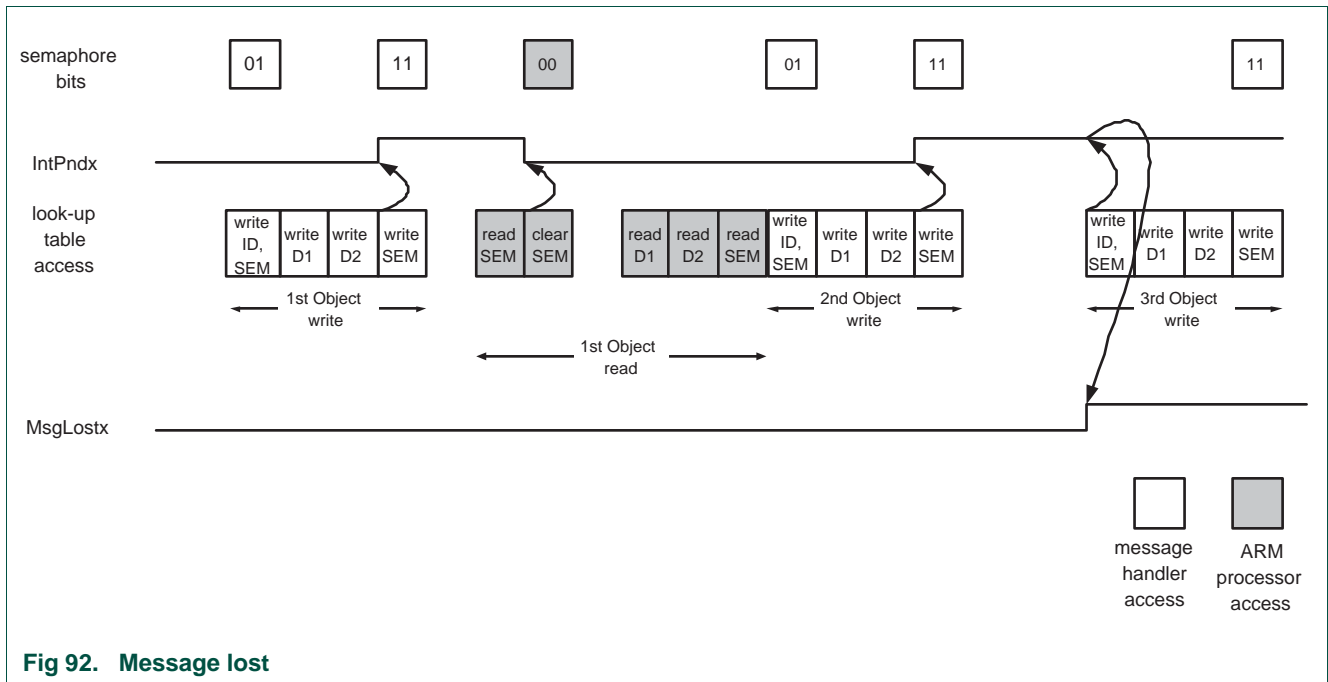 semaphore
bits
01
11
00
01
11
11
IntPndx
look-up
table
access
write
ID,
SEM
write
D1
write
D2
write
SEM
read
SEM
clear
SEM
read
D1
read
D2
read
SEM
write
ID,
SEM
write
D1
write
D2
write
SEM
write
ID,
SEM
write
D1
write
D2
write
SEM
1st Object
write
2nd Object
write
3rd Object
write
1st Object
read
MsgLostx
message
handler
access
ARM
processor
access
Fig 92. Message lost